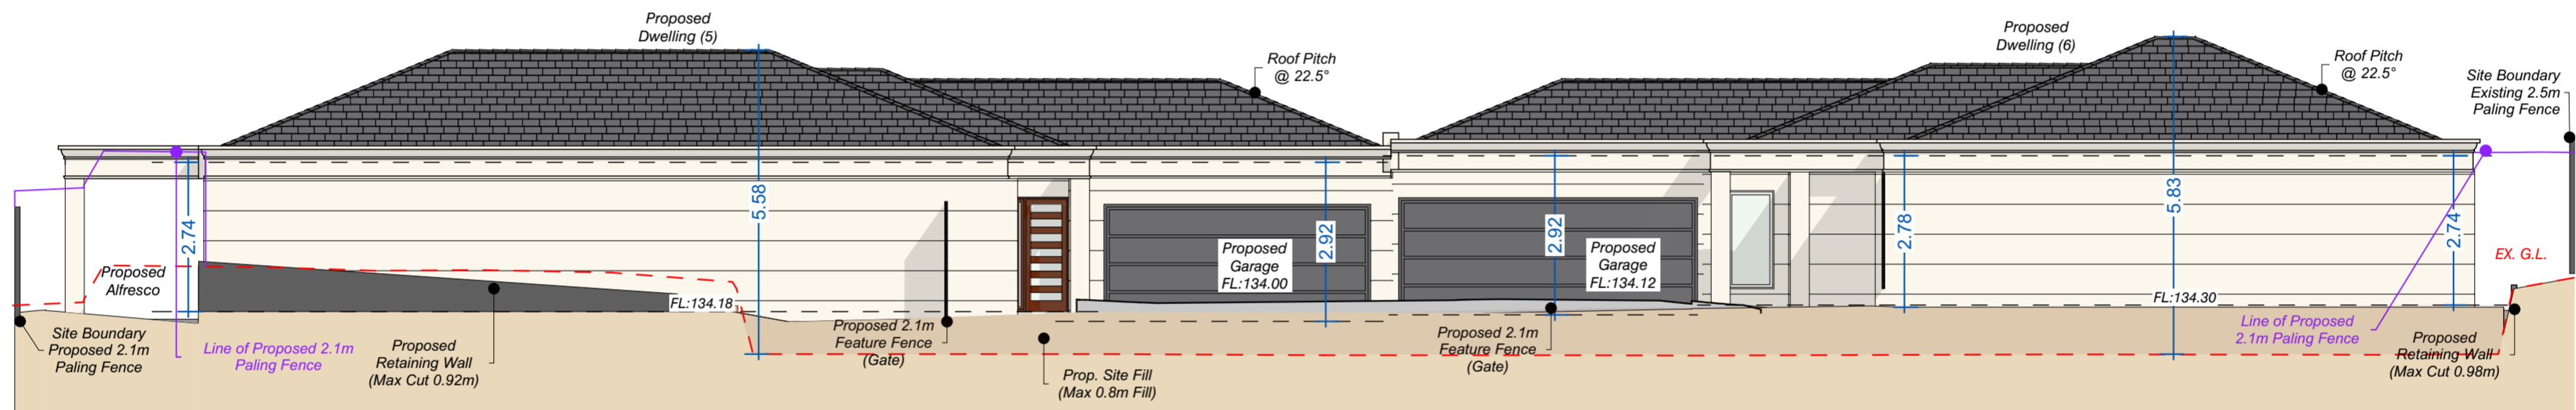 Proposed
Dwelling (5)
Proposed
Dwelling (6)
Roof Pitch
@ 22.5°
Roof Pitch
@ 22.5°
Site Boundary
Existing 2.5m
Paling Fence
2.74
5.58
2.92
2.92
2.78
5.83
2.74
Proposed
Alfresco
FL:134.18
Proposed
Garage
FL:134.00
Proposed
Garage
FL:134.12
FL:134.30
EX. G.L.
Site Boundary
Proposed 2.1m
Paling Fence
Line of Proposed 2.1m
Paling Fence
Proposed
Retaining Wall
(Max Cut 0.92m)
Proposed 2.1m
Feature Fence
(Gate)
Prop. Site Fill
(Max 0.8m Fill)
Proposed 2.1m
Feature Fence
(Gate)
Line of Proposed
2.1m Paling Fence
Proposed
Retaining Wall
(Max Cut 0.98m)